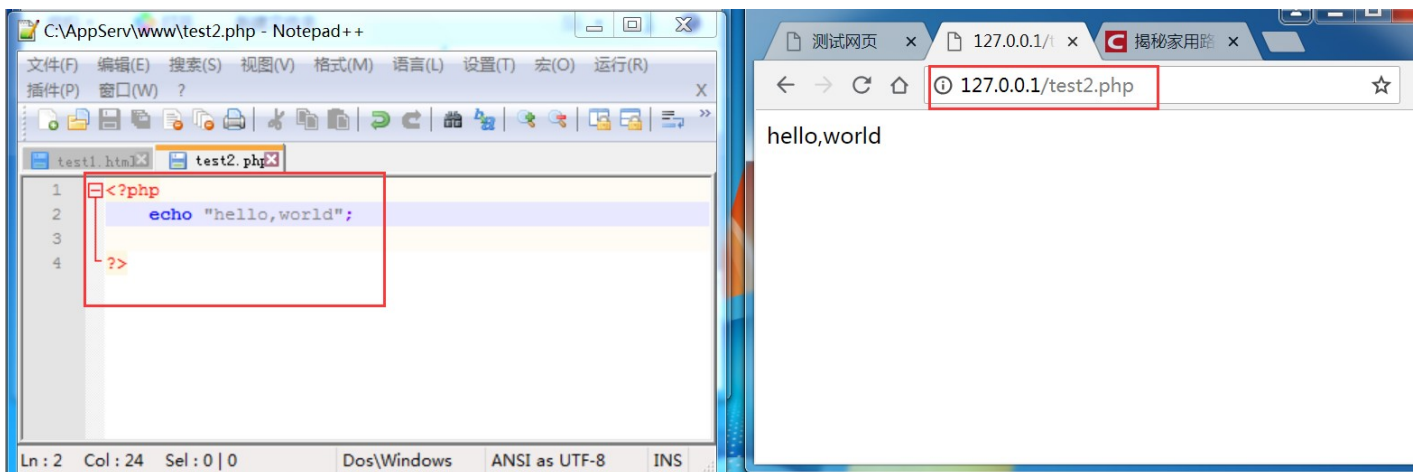 C:\AppServ\www\test2.php - Notepad++
文件(F) 编辑(E) 搜索(S) 视图(V) 格式(M) 语言(L) 设置(T) 宏(O) 运行(R)
插件(P) 窗口(W) ? X
test1.html test2.php
1 <?php
2 echo "hello,world";
3
4 ?>
Ln : 2 Col : 24 Sel : 0 | 0 Dos\Windows ANSI as UTF-8 INS
测试网页 127.0.0.1/t 揭秘家用路
127.0.0.1/test2.php
hello,world